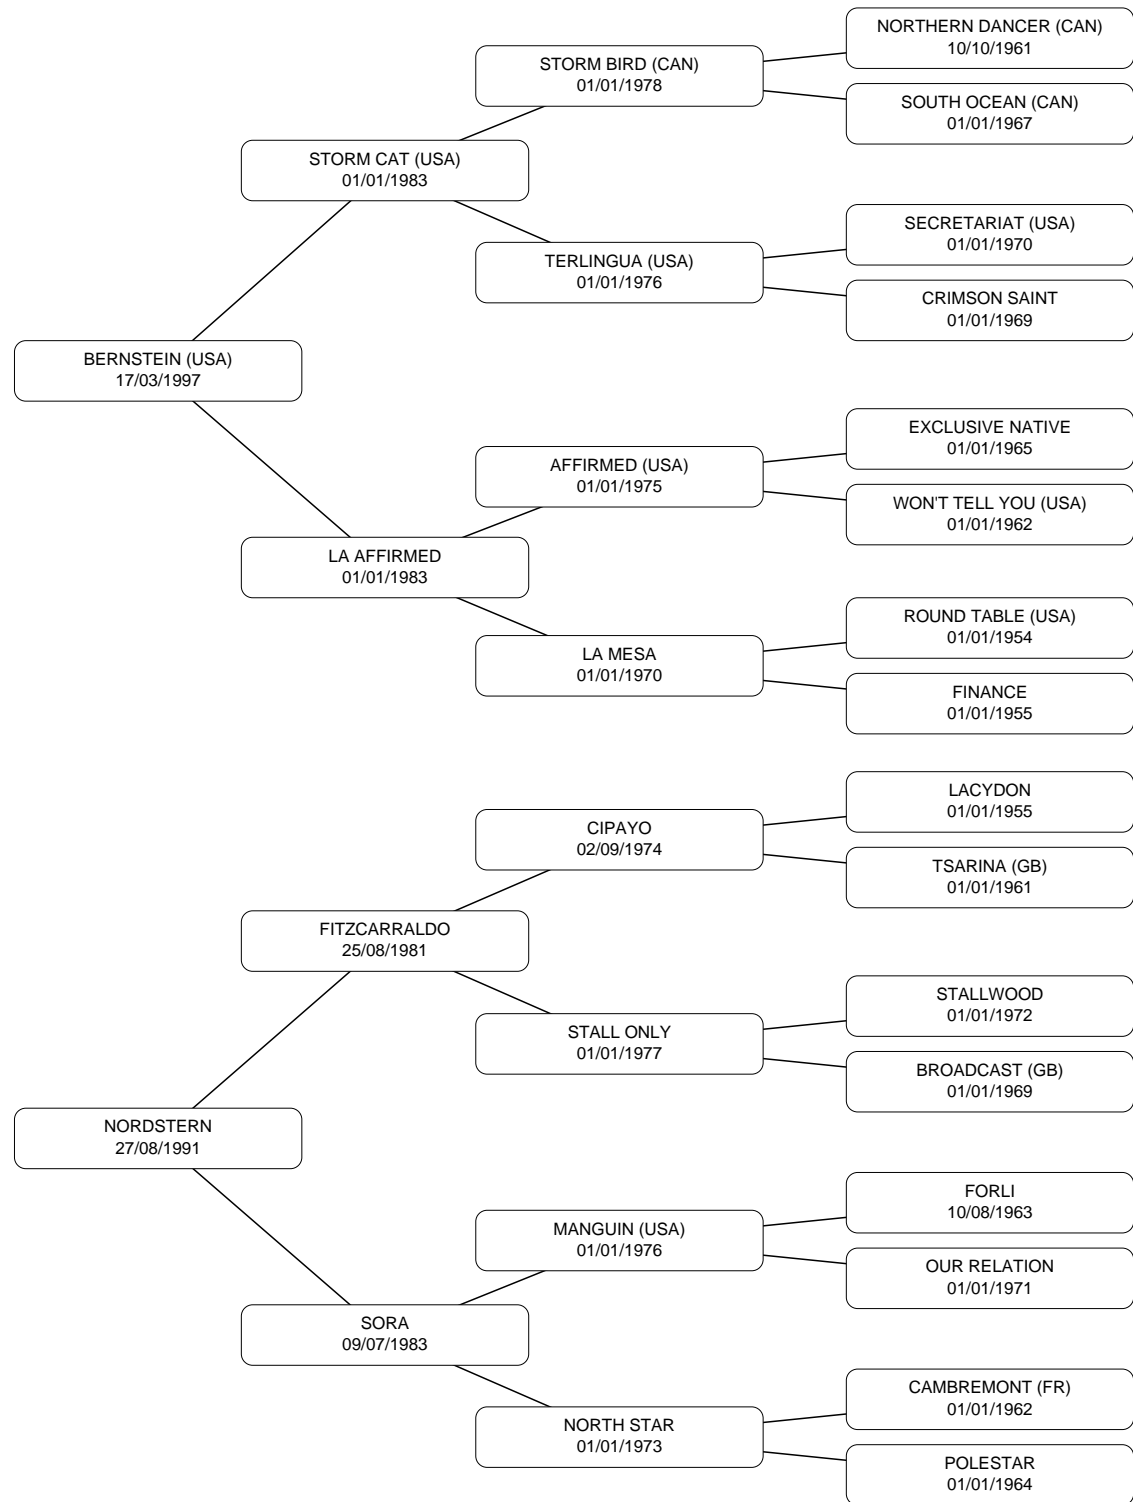 NORTHERN DANCER (CAN)
10/10/1961
STORM BIRD (CAN)
01/01/1978
SOUTH OCEAN (CAN)
01/01/1967
STORM CAT (USA)
01/01/1983
SECRETARIAT (USA)
01/01/1970
TERLINGUA (USA)
01/01/1976
CRIMSON SAINT
01/01/1969
BERNSTEIN (USA)
17/03/1997
EXCLUSIVE NATIVE
01/01/1965
AFFIRMED (USA)
01/01/1975
WON'T TELL YOU (USA)
01/01/1962
LA AFFIRMED
01/01/1983
ROUND TABLE (USA)
01/01/1954
LA MESA
01/01/1970
FINANCE
01/01/1955
LACYDON
01/01/1955
CIPAYO
02/09/1974
TSARINA (GB)
01/01/1961
FITZCARRALDO
25/08/1981
STALLWOOD
01/01/1972
STALL ONLY
01/01/1977
BROADCAST (GB)
01/01/1969
NORDSTERN
27/08/1991
FORLI
10/08/1963
MANGUIN (USA)
01/01/1976
OUR RELATION
01/01/1971
SORA
09/07/1983
CAMBREMONT (FR)
01/01/1962
NORTH STAR
01/01/1973
POLESTAR
01/01/1964